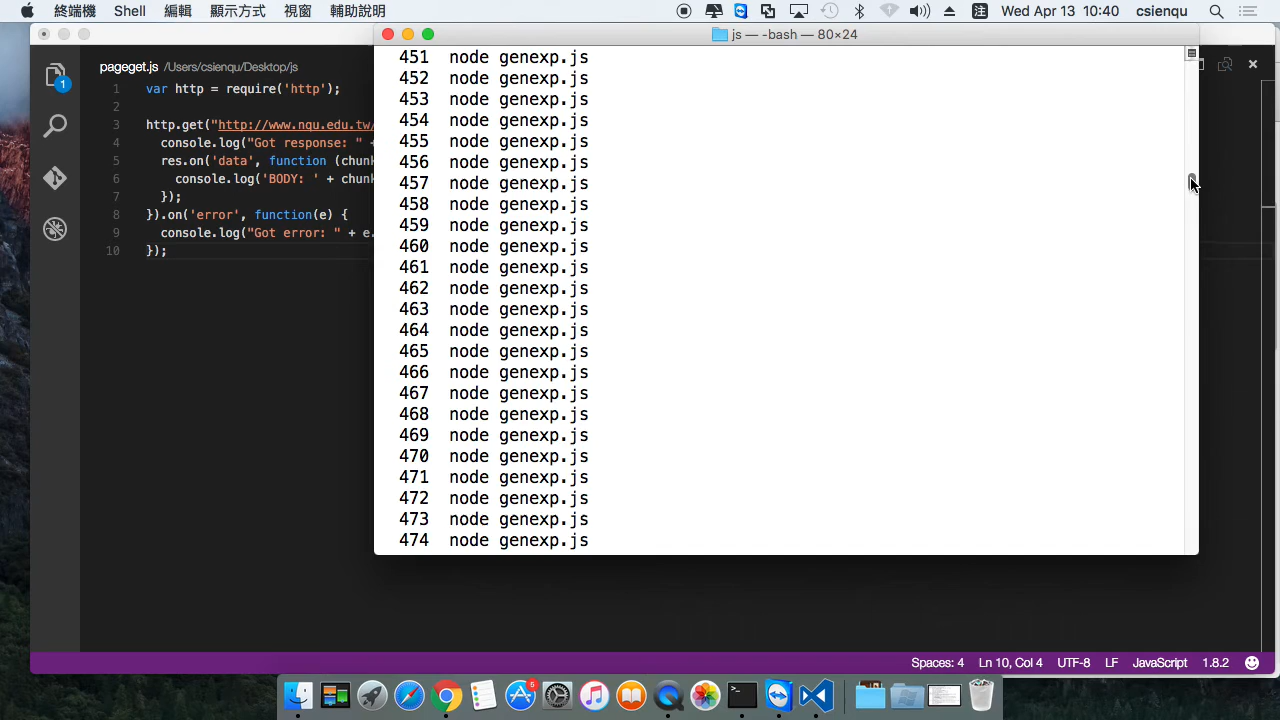 終端機 Shell 編輯 顯示方式 視窗 輔助說明 注 Wed Apr 13 10:40 csienqu
js — -bash — 80×24
pageget.js /Users/csienqu/Desktop/js
1
1 var http = require('http');
2
3 http.get("http://www.nqu.edu.tw/
4 console.log("Got response: " +
5 res.on('data', function (chunk
6 console.log('BODY: ' + chunk
7 });
8 }).on('error', function(e) {
9 console.log("Got error: " + e.
10 });
451 node genexp.js
452 node genexp.js
453 node genexp.js
454 node genexp.js
455 node genexp.js
456 node genexp.js
457 node genexp.js
458 node genexp.js
459 node genexp.js
460 node genexp.js
461 node genexp.js
462 node genexp.js
463 node genexp.js
464 node genexp.js
465 node genexp.js
466 node genexp.js
467 node genexp.js
468 node genexp.js
469 node genexp.js
470 node genexp.js
471 node genexp.js
472 node genexp.js
473 node genexp.js
474 node genexp.js
Spaces: 4 Ln 10, Col 4 UTF-8 LF JavaScript 1.8.2
5